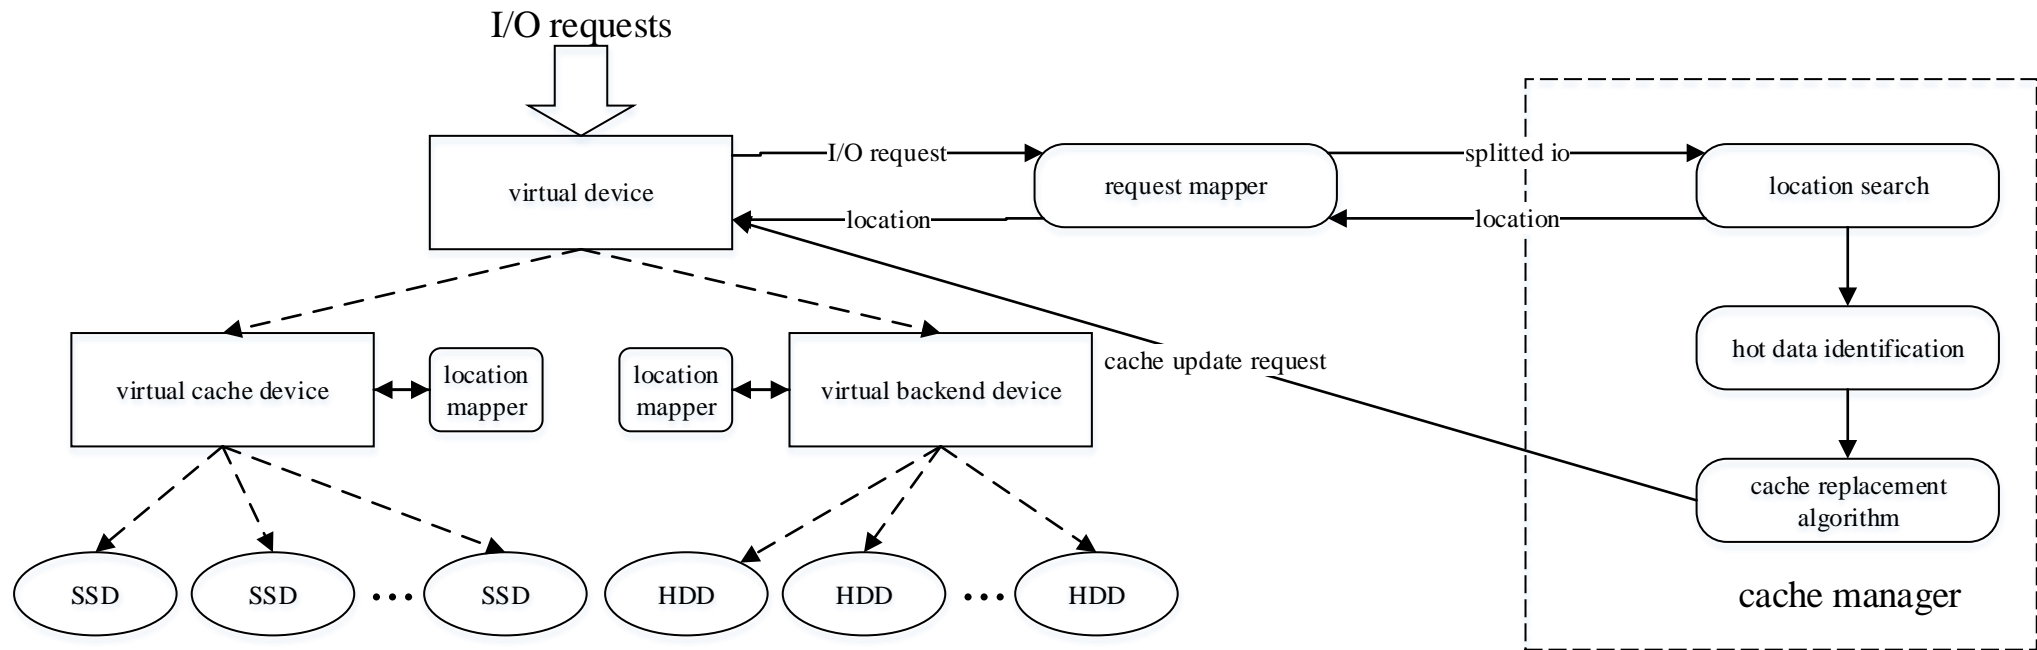 I/O requests
virtual device
I/O request
request mapper
splitted io
location search
location
location
hot data identification
cache update request
virtual cache device
location
mapper
location
mapper
virtual backend device
cache replacement
algorithm
SSD
SSD
...
SSD
HDD
HDD
...
HDD
cache manager